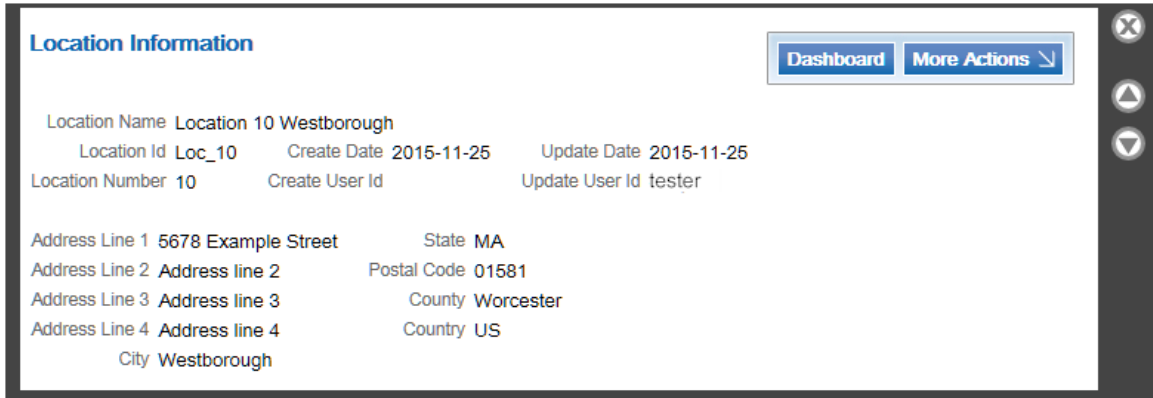 Location Information
Dashboard More Actions
Location Name Location 10 Westborough
Location Id Loc_10 Create Date 2015-11-25 Update Date 2015-11-25
Location Number 10 Create User Id Update User Id tester
Address Line 1 5678 Example Street State MA
Address Line 2 Address line 2 Postal Code 01581
Address Line 3 Address line 3 County Worcester
Address Line 4 Address line 4 Country US
City Westborough